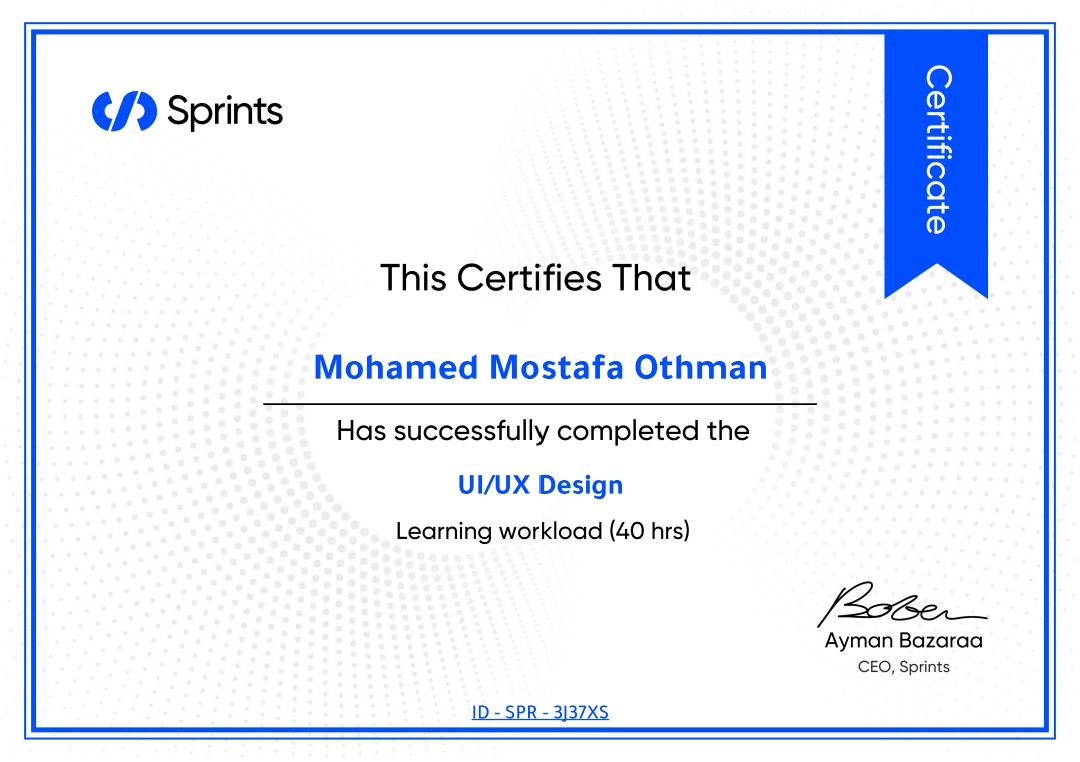 Sprints
Certificate
This Certifies That
Mohamed Mostafa Othman
Has successfully completed the
UI/UX Design
Learning workload (40 hrs)
Ayman Bazaraa
CEO, Sprints
ID - SPR - 3J37XS